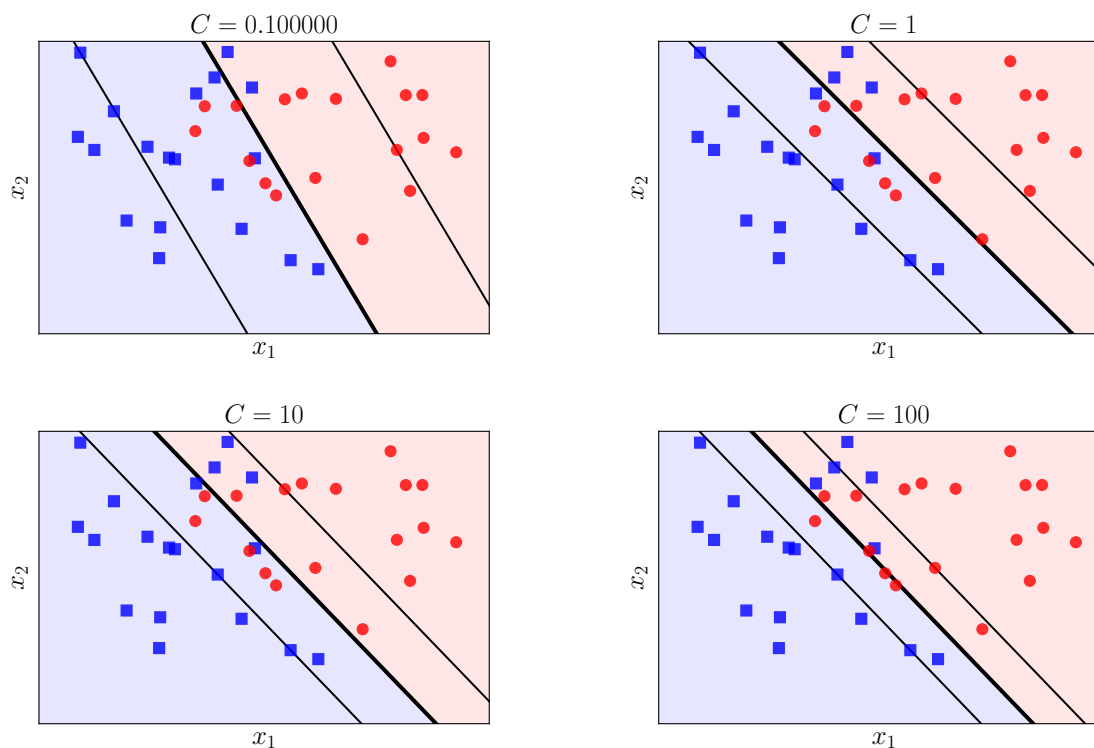 C = 0.100000
C = 1
x₂
x₂
x₁
x₁
C = 10
C = 100
x₂
x₂
x₁
x₁